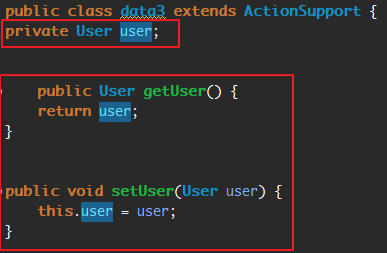 public class data3 extends ActionSupport {
private User user;
public User getUser() {
return user;
}
public void setUser(User user) {
this.user = user;
}